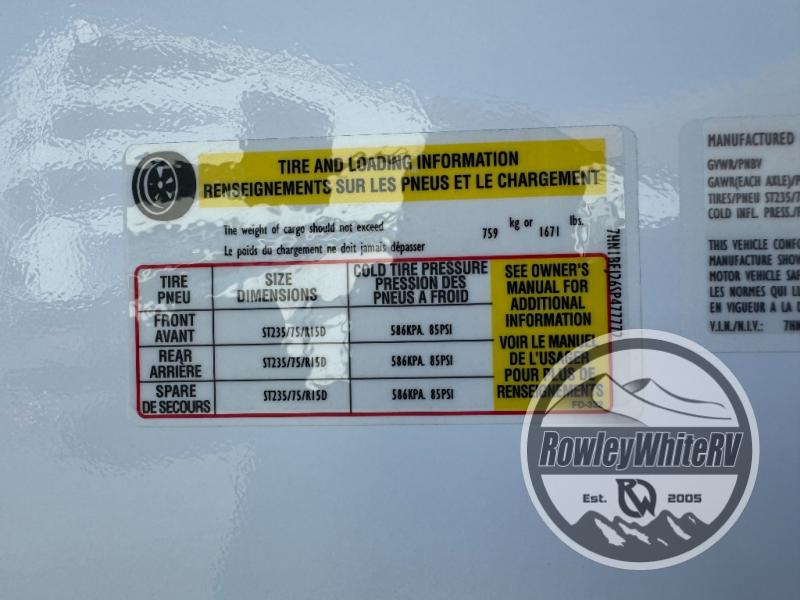 TIRE AND LOADING INFORMATION
RENSEIGNEMENTS SUR LES PNEUS ET LE CHARGEMENT
The weight of cargo should not exceed
759 kg or 1671 lbs.
Le poids du chargement ne doit jamais dépasser
TIRE PNEU
SIZE DIMENSIONS
COLD TIRE PRESSURE
PRESSION DES
PNEUS A FROID
FRONT AVANT
ST235/75/R15D
586KPA. 85PSI
REAR ARRIÈRE
ST235/75/R15D
586KPA. 85PSI
SPARE DE SECOURS
ST235/75/R15D
586KPA. 85PSI
SEE OWNER'S
MANUAL FOR
ADDITIONAL
INFORMATION
VOIR LE MANUEL
DE L'USAGER
POUR PLUS DE
RENSEIGNEMENTS
FD-332
MANUFACTURED
GVWR/PNBV
GAWR(EACH AXLE)/P
TIRES/PNEU ST235/7
COLD INFL. PRESS./
THIS VEHICLE CONFO
MANUFACTURE SHOW
MOTOR VEHICLE SAF
LES NORMES QUI L
EN VIGUEUR A LA D
V.I.N./N.I.V.: 7HN
RowleyWhiteRV
Est. RW 2005